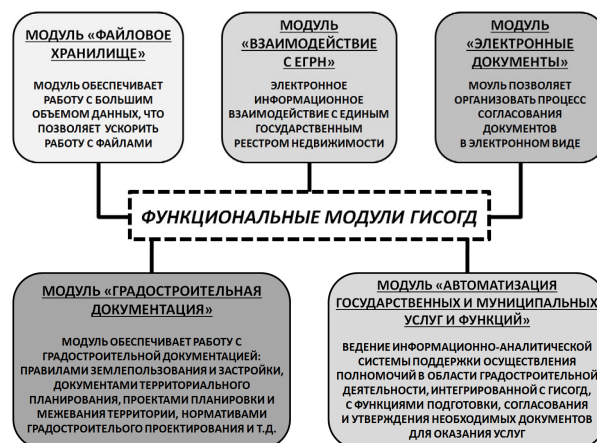 МОДУЛЬ «ФАЙЛОВОЕ
ХРАНИЛИЩЕ»
МОДУЛЬ ОБЕСПЕЧИВАЕТ
РАБОТУ С БОЛЬШИМ
ОБЪЕМОМ ДАННЫХ, ЧТО
ПОЗВОЛЯЕТ УСКОРИТЬ
РАБОТУ С ФАЙЛАМИ
МОДУЛЬ
«ВЗАИМОДЕЙСТВИЕ
С ЕГРН»
ЭЛЕКТРОННОЕ
ИНФОРМАЦИОННОЕ
ВЗАИМОДЕЙСТВИЕ С ЕДИНЫМ
ГОСУДАРСТВЕННЫМ
РЕЕСТРОМ НЕДВИЖИМОСТИ
МОДУЛЬ
«ЭЛЕКТРОННЫЕ
ДОКУМЕНТЫ»
МОУЛЬ ПОЗВОЛЯЕТ
ОРГАНИЗОВАТЬ ПРОЦЕСС
СОГЛАСОВАНИЯ
ДОКУМЕНТОВ
В ЭЛЕКТРОННОМ ВИДЕ
ФУНКЦИОНАЛЬНЫЕ МОДУЛИ ГИСОГД
МОДУЛЬ «ГРАДОСТРОИТЕЛЬНАЯ
ДОКУМЕНТАЦИЯ»
МОДУЛЬ ОБЕСПЕЧИВАЕТ РАБОТУ С
ГРАДОСТРОИТЕЛЬНОЙ ДОКУМЕНТАЦИЕЙ:
ПРАВИЛАМИ ЗЕМЛЕПОЛЬЗОВАНИЯ И ЗАСТРОЙКИ,
ДОКУМЕНТАМИ ТЕРРИТОРИАЛЬНОГО
ПЛАНИРОВАНИЯ, ПРОЕКТАМИ ПЛАНИРОВКИ И
МЕЖЕВАНИЯ ТЕРРИТОРИИ, НОРМАТИВАМИ
ГРАДОСТРОИТЕЛЬОГО ПРОЕКТИРОВАНИЯ И Т.Д.
МОДУЛЬ «АВТОМАТИЗАЦИЯ
ГОСУДАРСТВЕННЫХ И МУНИЦИПАЛЬНЫХ
УСЛУГ И ФУНКЦИЙ»
ВЕДЕНИЕ ИНФОРМАЦИОННО-АНАЛИТИЧЕСКОЙ
СИСТЕМЫ ПОДДЕРЖКИ ОСУЩЕСТВЛЕНИЯ
ПОЛНОМОЧИЙ В ОБЛАСТИ ГРАДОСТРОИТЕЛЬНОЙ
ДЕЯТЕЛЬНОСТИ, ИНТЕГРИРОВАННОЙ С ГИСОГД,
С ФУНКЦИЯМИ ПОДГОТОВКИ, СОГЛАСОВАНИЯ
И УТВЕРЖДЕНИЯ НЕОБХОДИМЫХ ДОКУМЕНТОВ
ДЛЯ ОКАЗАНИЯ УСЛУГ